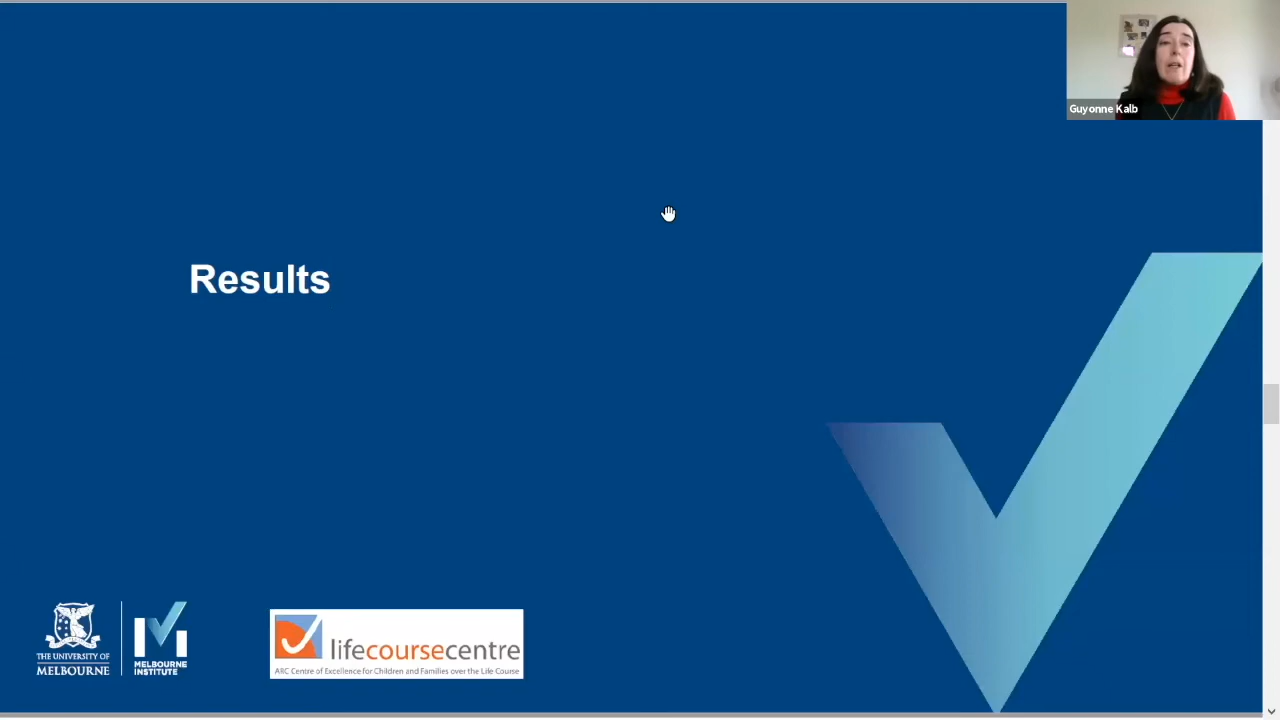 Guyonne Kalb
Results
THE UNIVERSITY OF
MELBOURNE
MELBOURNE
INSTITUTE
lifecoursecentre
ARC Centre of Excellence for Children and Families over the Life Course